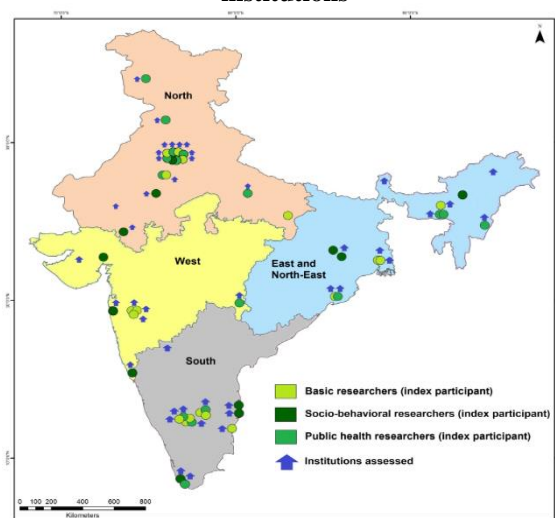 institutions
N
North
West
East and
North-East
South
Basic researchers (index participant)
Socio-behavioral researchers (index participant)
Public health researchers (index participant)
Institutions assessed
0 100 200 400 600 800
Kilometers